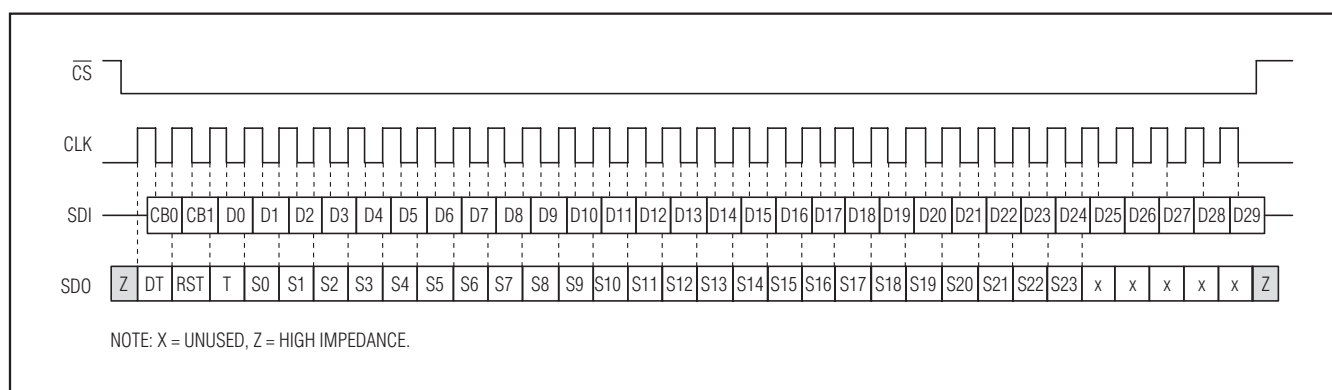 CS
CLK
SDI CB0 CB1 D0 D1 D2 D3 D4 D5 D6 D7 D8 D9 D10 D11 D12 D13 D14 D15 D16 D17 D18 D19 D20 D21 D22 D23 D24 D25 D26 D27 D28 D29
SDO Z DT RST T S0 S1 S2 S3 S4 S5 S6 S7 S8 S9 S10 S11 S12 S13 S14 S15 S16 S17 S18 S19 S20 S21 S22 S23 x x x x x Z
NOTE: X = UNUSED, Z = HIGH IMPEDANCE.